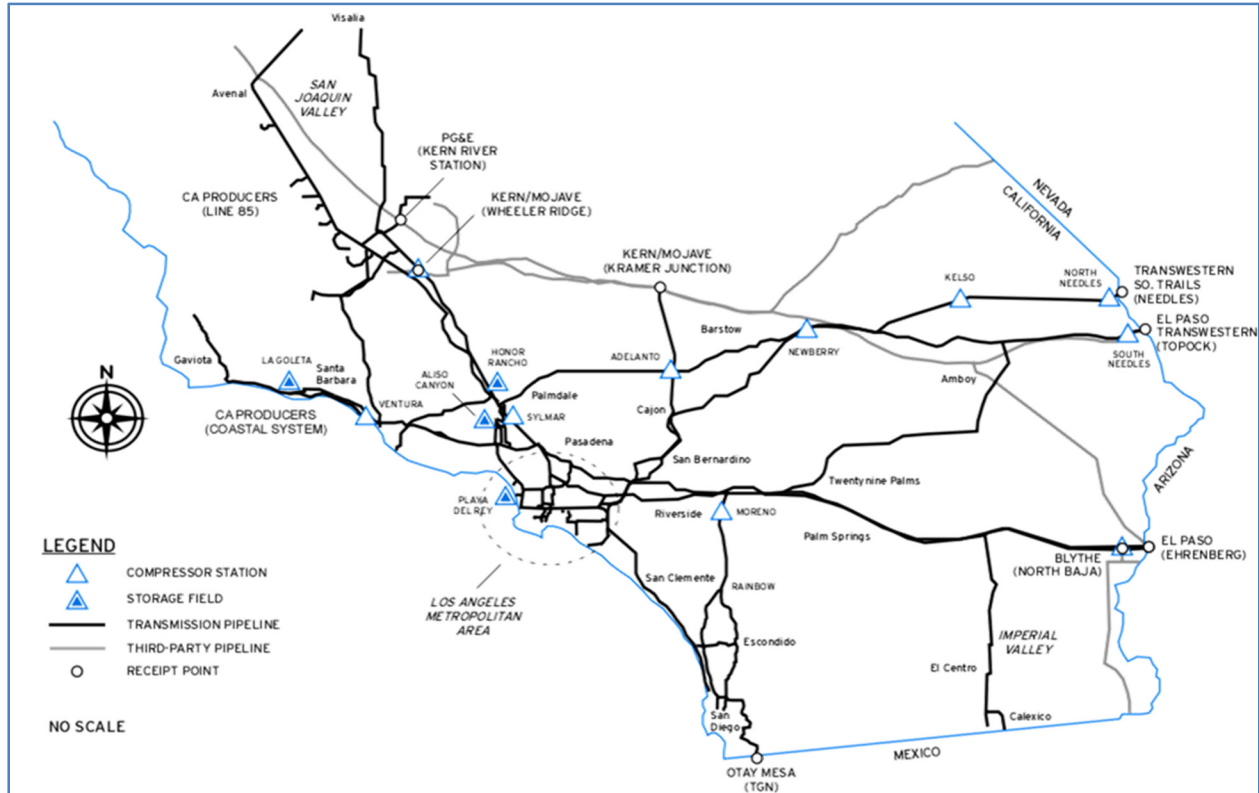 Visalia
SAN
JOAQUIN
VALLEY
Avenal
PG&E
(KERN RIVER
STATION)
CA PRODUCERS
(LINE 85)
KERN/MOJAVE
(WHEELER RIDGE)
KERN/MOJAVE
(KRAMER JUNCTION)
NEVADA
CALIFORNIA
KELSO
NORTH
NEEDLES
TRANSWESTERN
SO. TRAILS
(NEEDLES)
EL PASO
TRANSWESTERN
(TOPOCK)
Barstow
NEWBERRY
SOUTH
NEEDLES
Gaviota
LA GOLETA
Santa
Barbara
HONOR
RANCHO
ADELANTO
ALISO
CANYON
Amboy
N
CA PRODUCERS
(COASTAL SYSTEM)
VENTURA
Palmdale
SYLMAR
Cajon
Pasadena
San Bernardino
ARIZONA
Twentynine Palms
PLAYA
DEL REY
Riverside
MORENO
Palm Springs
EL PASO
(EHRENBERG)
BLYTHE
(NORTH BAJA)
LEGEND
COMPRESSOR STATION
STORAGE FIELD
TRANSMISSION PIPELINE
THIRD-PARTY PIPELINE
RECEIPT POINT
NO SCALE
San Clemente
RAINBOW
LOS ANGELES
METROPOLITAN
AREA
Escondido
IMPERIAL
VALLEY
El Centro
San
Diego
Calexico
MEXICO
OTAY MESA
(TGN)